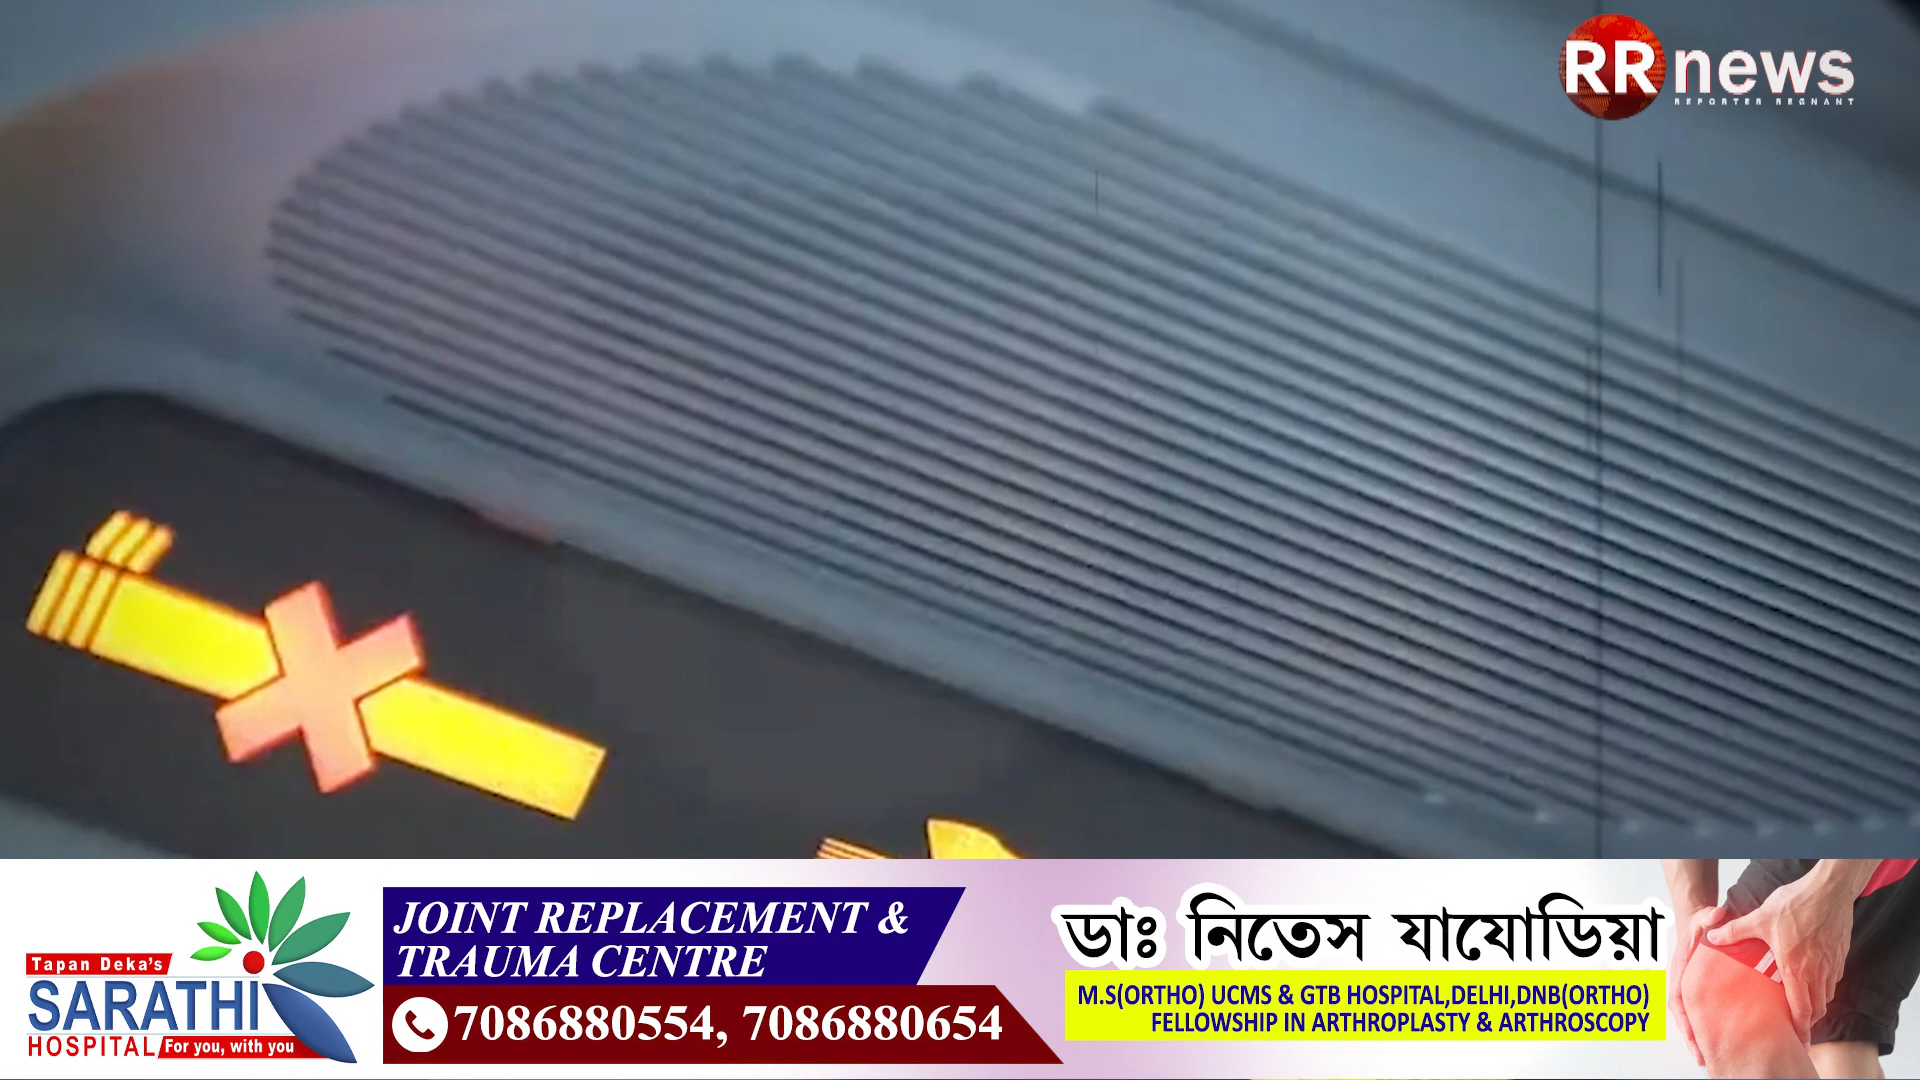 RR news
REPORTER REGNANT
Tapan Deka's
SARATHI
HOSPITAL For you, with you
JOINT REPLACEMENT &
TRAUMA CENTRE
7086880554, 7086880654
ডাঃ নিতেস যাযোডিয়া
M.S(ORTHO) UCMS & GTB HOSPITAL,DELHI,DNB(ORTHO)
FELLOWSHIP IN ARTHROPLASTY & ARTHROSCOPY